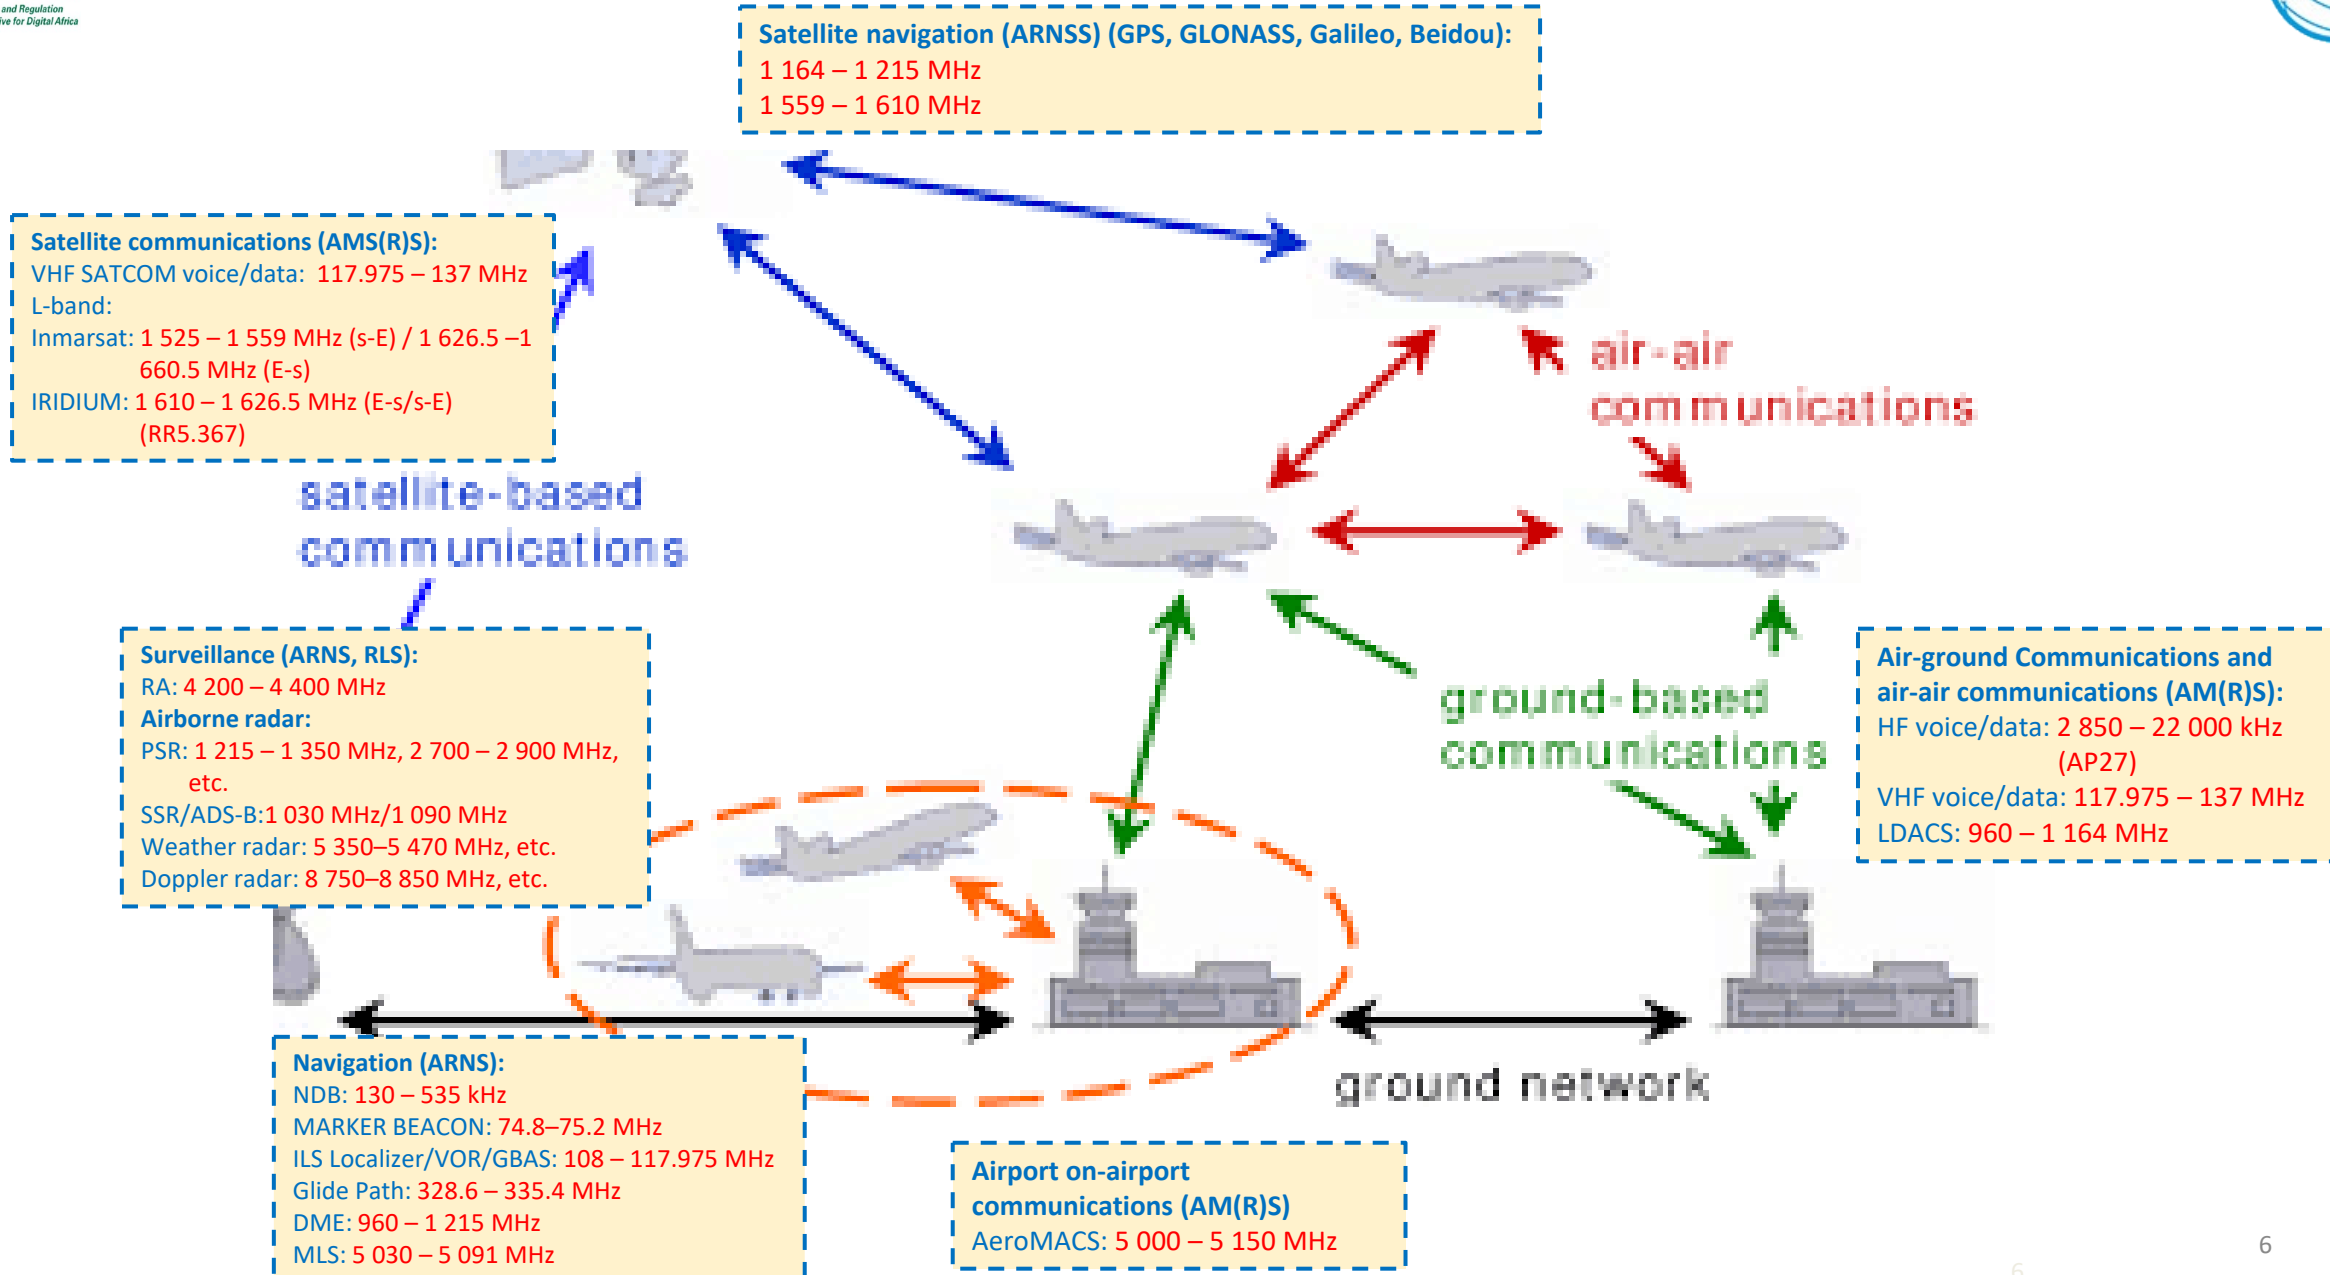 and Regulation
ive for Digital Africa
Satellite navigation (ARNSS) (GPS, GLONASS, Galileo, Beidou):
1 164 – 1 215 MHz
1 559 – 1 610 MHz
Satellite communications (AMS(R)S):
VHF SATCOM voice/data: 117.975 – 137 MHz
L-band:
Inmarsat: 1 525 – 1 559 MHz (s-E) / 1 626.5 –1
660.5 MHz (E-s)
IRIDIUM: 1 610 – 1 626.5 MHz (E-s/s-E)
(RR5.367)
air-air
communications
satellite-based
communications
Surveillance (ARNS, RLS):
RA: 4 200 – 4 400 MHz
Airborne radar:
PSR: 1 215 – 1 350 MHz, 2 700 – 2 900 MHz,
etc.
SSR/ADS-B:1 030 MHz/1 090 MHz
Weather radar: 5 350–5 470 MHz, etc.
Doppler radar: 8 750–8 850 MHz, etc.
ground-based
communications
Air-ground Communications and
air-air communications (AM(R)S):
HF voice/data: 2 850 – 22 000 kHz
(AP27)
VHF voice/data: 117.975 – 137 MHz
LDACS: 960 – 1 164 MHz
ground network
Navigation (ARNS):
NDB: 130 – 535 kHz
MARKER BEACON: 74.8–75.2 MHz
ILS Localizer/VOR/GBAS: 108 – 117.975 MHz
Glide Path: 328.6 – 335.4 MHz
DME: 960 – 1 215 MHz
MLS: 5 030 – 5 091 MHz
Airport on-airport
communications (AM(R)S)
AeroMACS: 5 000 – 5 150 MHz
6
6